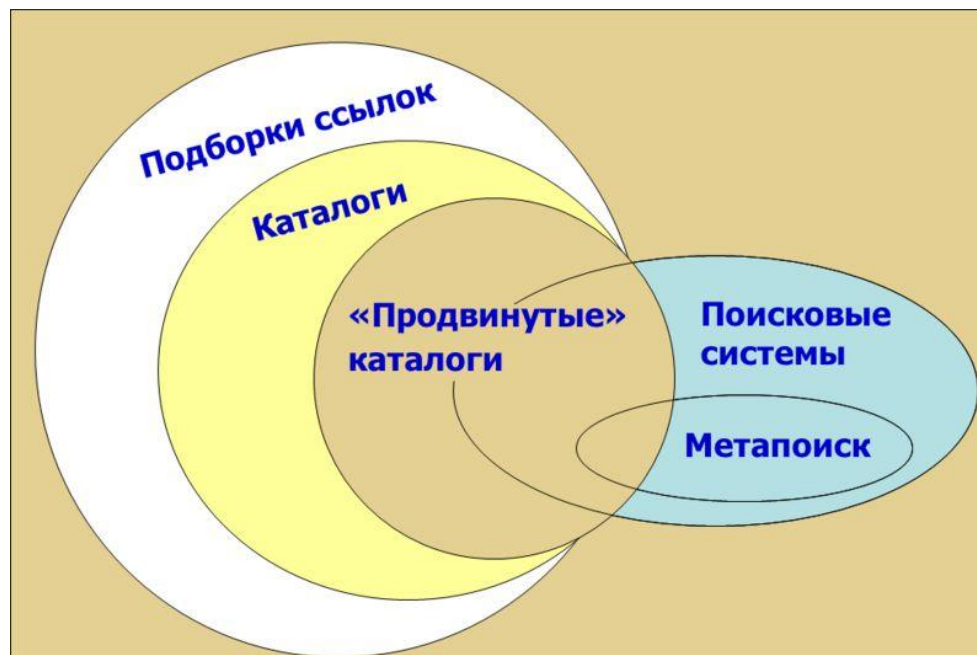 Подборки ссылок
Каталоги
«Продвинутые»
каталоги
Поисковые
системы
Метапоиск